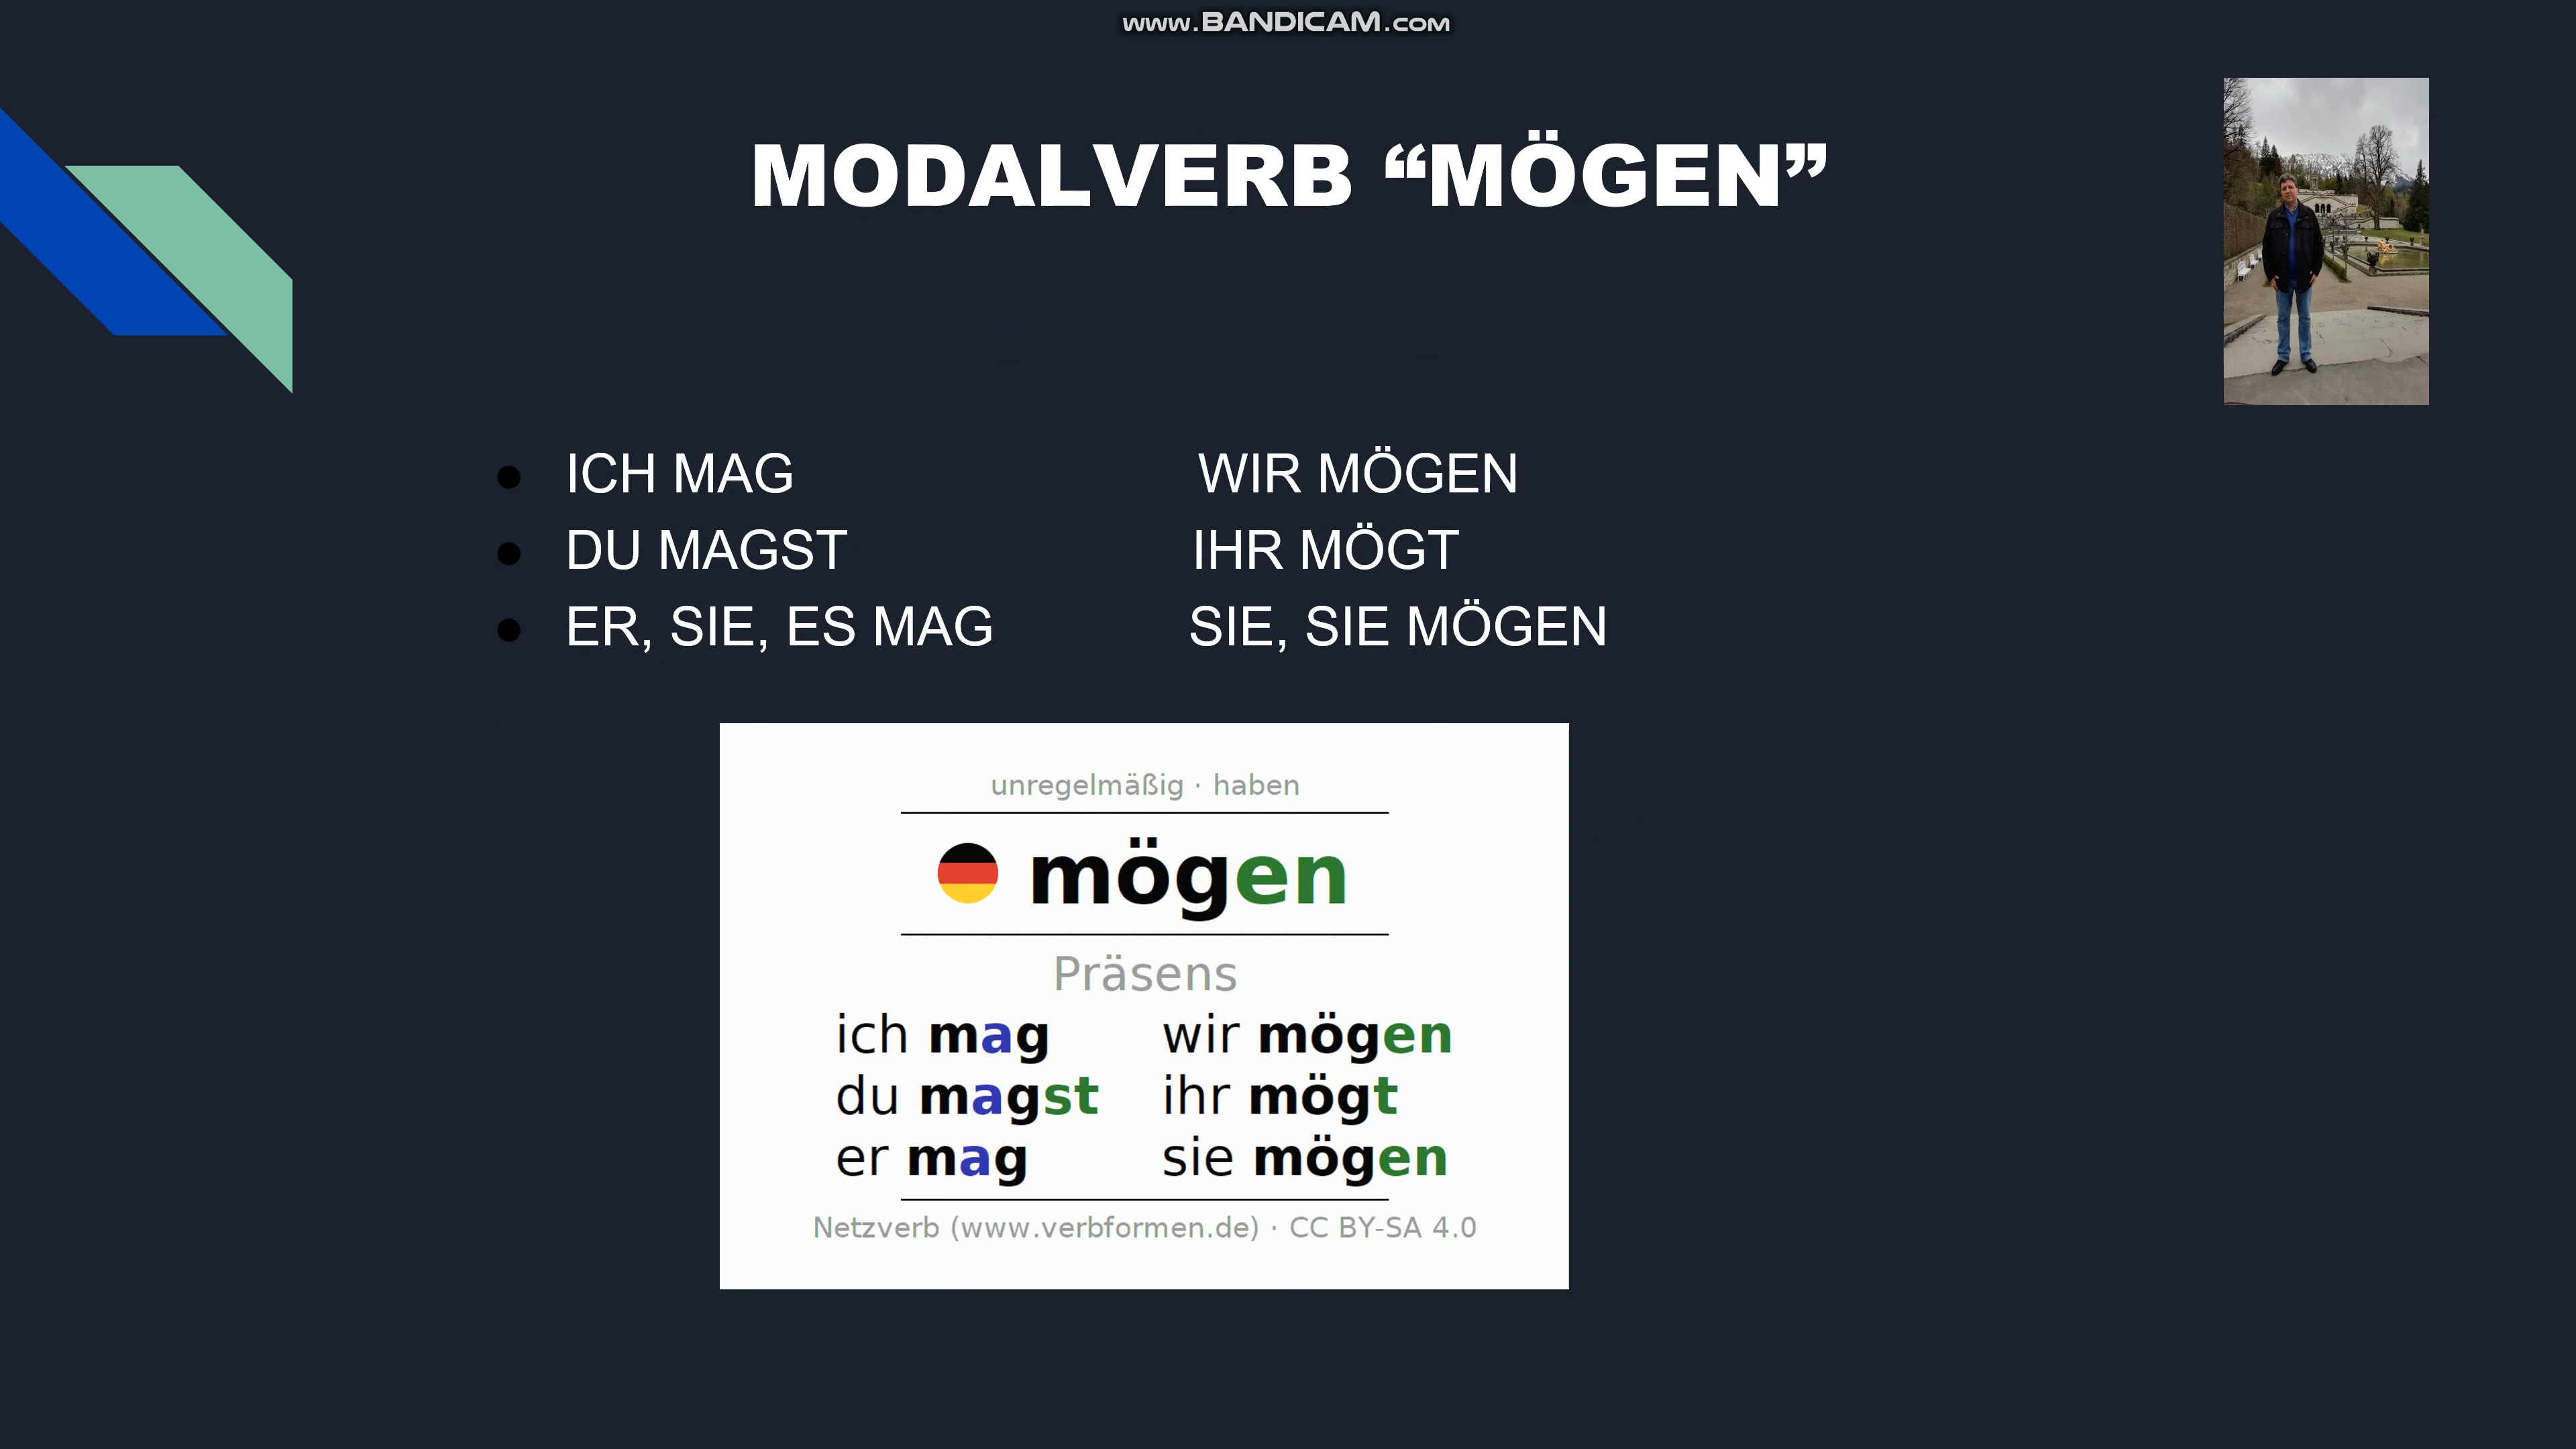 www.BANDICAM.com
MODALVERB “MÖGEN”
ICH MAG WIR MÖGEN
DU MAGST IHR MÖGT
ER, SIE, ES MAG SIE, SIE MÖGEN
unregelmäßig · haben
mögen
Präsens
ich mag wir mögen
du magst ihr mögt
er mag sie mögen
Netzverb (www.verbformen.de) · CC BY-SA 4.0